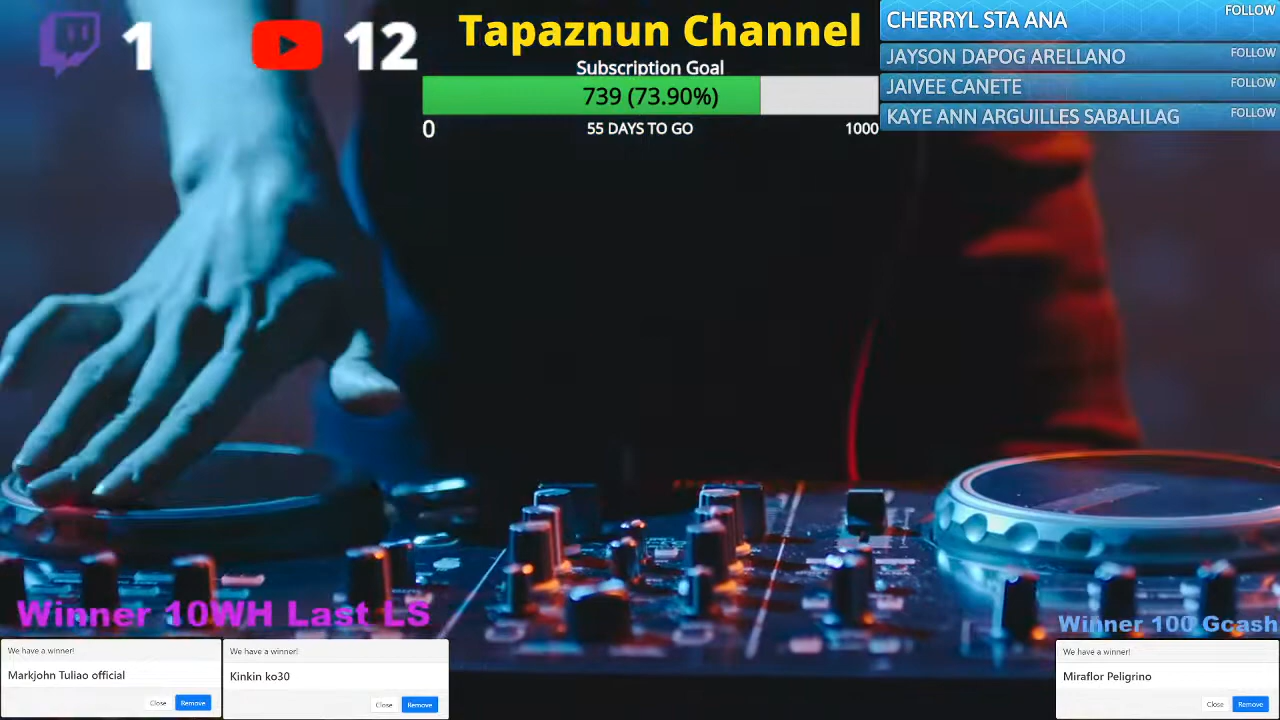 1
12
Tapaznun Channel
Subscription Goal
739 (73.90%)
0
55 DAYS TO GO
1000
CHERRYL STA ANA
FOLLOW
JAYSON DAPOG ARELLANO
FOLLOW
JAIVEE CANETE
FOLLOW
KAYE ANN ARGUILLES SABALILAG
FOLLOW
Winner 10WH Last LS
We have a winner!
Markjohn Tuliao official
Close
Remove
We have a winner!
Kinkin ko30
Close
Remove
Winner 100 Gcash
We have a winner!
Miraflor Peligrino
Close
Remove